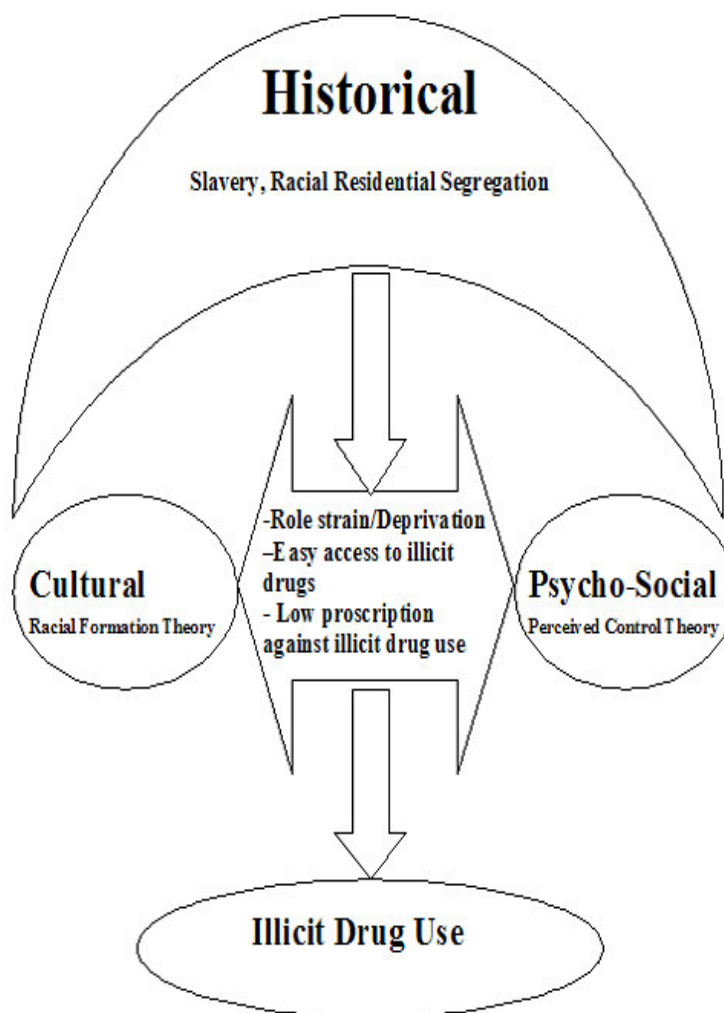 Historical
Slavery, Racial Residential Segregation
-Role strain/Deprivation
–Easy access to illicit
drugs
- Low proscription
against illicit drug use
Cultural
Racial Formation Theory
Psycho-Social
Perceived Control Theory
Illicit Drug Use